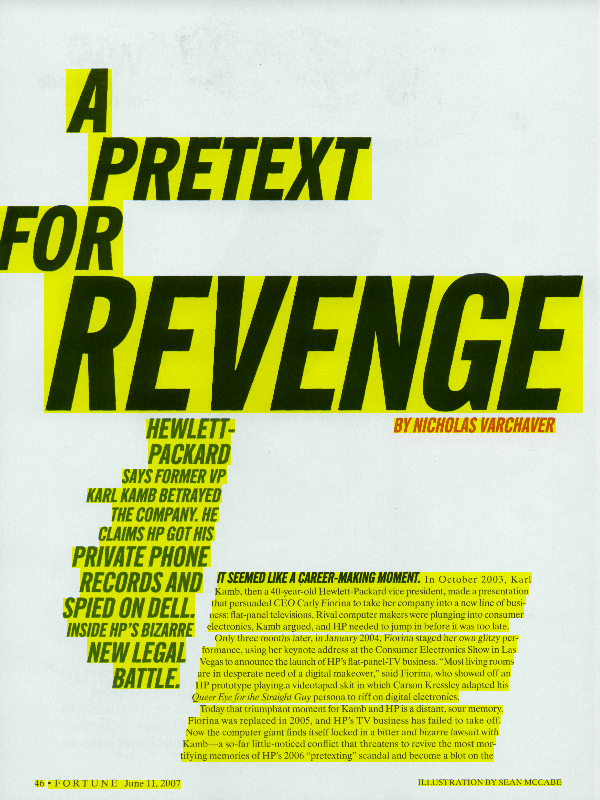 A
PRETEXT
FOR
REVENGE
BY NICHOLAS VARCHAVER
HEWLETT-
PACKARD
SAYS FORMER VP
KARL KAMB BETRAYED
THE COMPANY. HE
CLAIMS HP GOT HIS
PRIVATE PHONE
RECORDS AND
SPIED ON DELL.
INSIDE HP'S BIZARRE
NEW LEGAL
BATTLE.
IT SEEMED LIKE A CAREER-MAKING MOMENT. In October 2003, Karl
Kamb, then a 40-year-old Hewlett-Packard vice president, made a presentation
that persuaded CEO Carly Fiorina to take her company into a new line of busi-
ness: flat-panel televisions. Rival computer makers were plunging into consumer
electronics, Kamb argued, and HP needed to jump in before it was too late.
Only three months later, in January 2004, Fiorina staged her own glitzy per-
formance, using her keynote address at the Consumer Electronics Show in Las
Vegas to announce the launch of HP's flat-panel-TV business. “Most living rooms
are in desperate need of a digital makeover,” said Fiorina, who showed off an
HP prototype playing a videotaped skit in which Carson Kressley adapted his
Queer Eye for the Straight Guy persona to riff on digital electronics.
Today that triumphant moment for Kamb and HP is a distant, sour memory.
Fiorina was replaced in 2005, and HP's TV business has failed to take off.
Now the computer giant finds itself locked in a bitter and bizarre lawsuit with
Kamb—a so-far little-noticed conflict that threatens to revive the most mor-
tifying memories of HP's 2006 “pretexting” scandal and become a blot on the
46 • FORTUNE June 11, 2007
ILLUSTRATION BY SEAN MCCABE